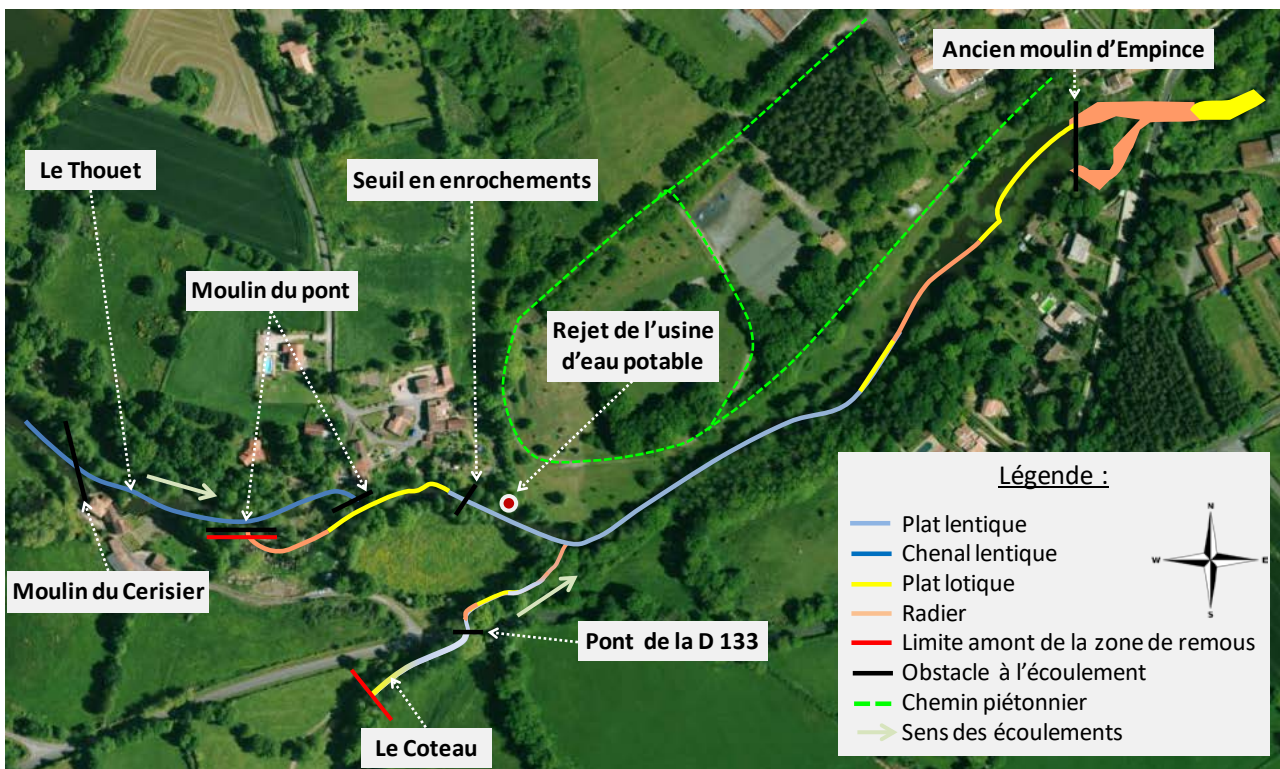 Ancien moulin d'Empince
Le Thouet
Seuil en enrochements
Moulin du pont
Rejet de l'usine
d'eau potable
Moulin du Cerisier
Pont de la D 133
Le Coteau
Légende :
Plat lentique
Chenal lentique
Plat lotique
Radier
Limite amont de la zone de remous
Obstacle à l'écoulement
Chemin piétonnier
Sens des écoulements
N
W
E
S